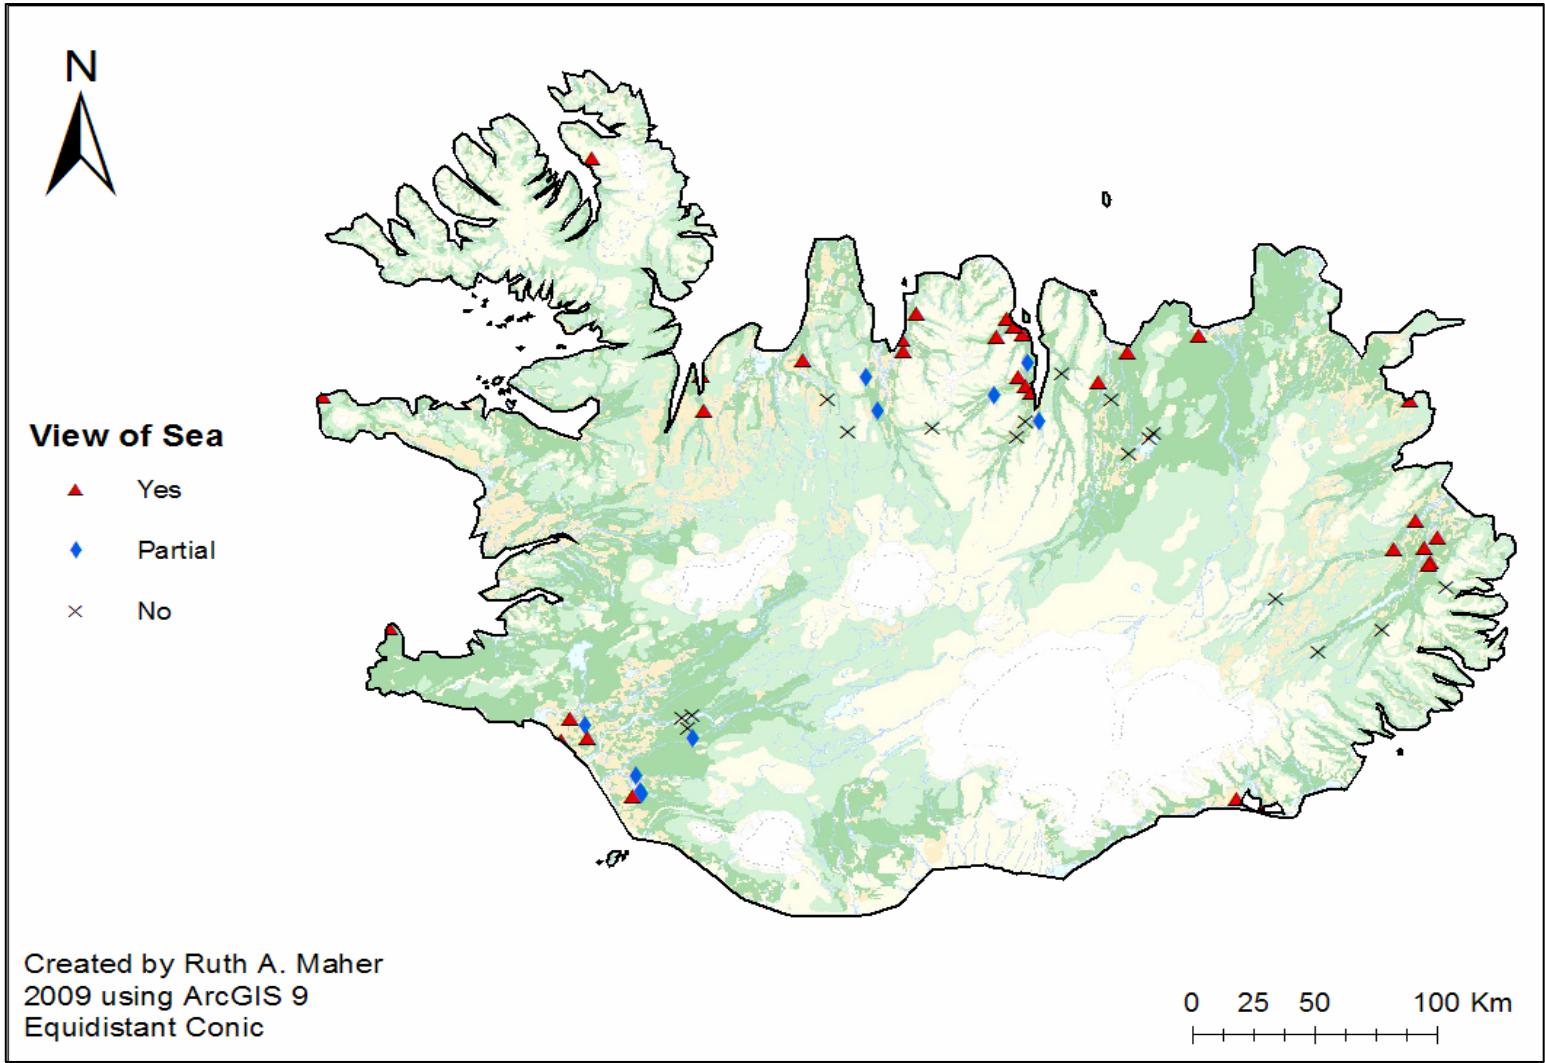 N
View of Sea
Yes
Partial
No
Created by Ruth A. Maher
2009 using ArcGIS 9
Equidistant Conic
0 25 50 100 Km